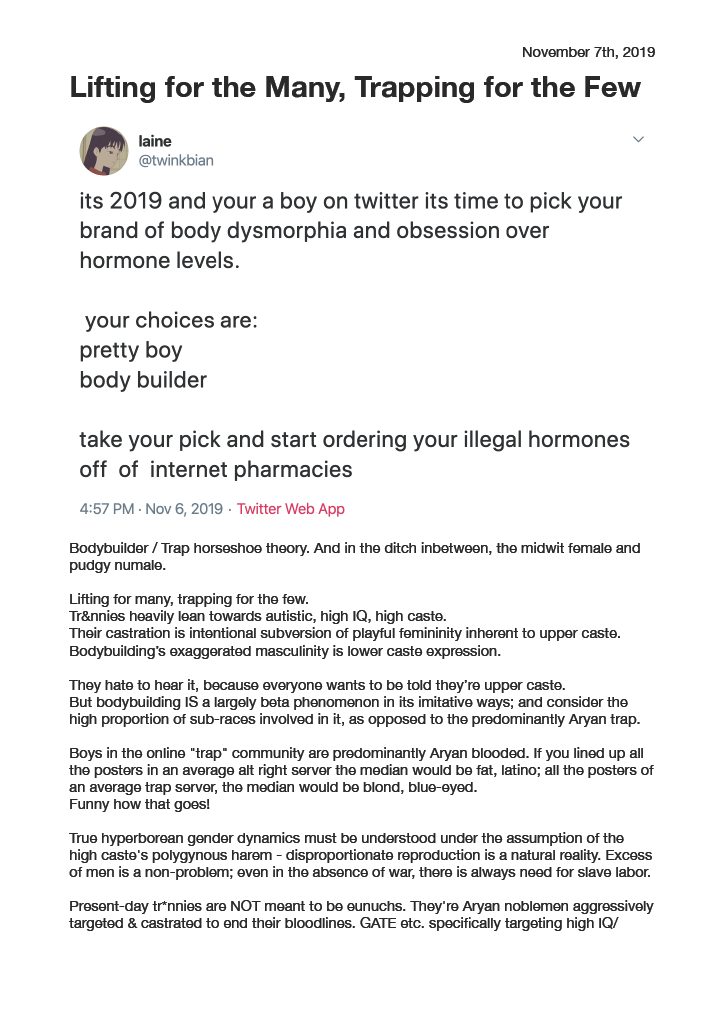 November 7th, 2019
Lifting for the Many, Trapping for the Few
laine
@twinkbian
its 2019 and your a boy on twitter its time to pick your
brand of body dysmorphia and obsession over
hormone levels.
your choices are:
pretty boy
body builder
take your pick and start ordering your illegal hormones
off of internet pharmacies
4:57 PM · Nov 6, 2019 · Twitter Web App
Bodybuilder / Trap horseshoe theory. And in the ditch inbetween, the midwit female and
pudgy numale.
Lifting for many, trapping for the few.
Tr&nnies heavily lean towards autistic, high IQ, high caste.
Their castration is intentional subversion of playful femininity inherent to upper caste.
Bodybuilding's exaggerated masculinity is lower caste expression.
They hate to hear it, because everyone wants to be told they're upper caste.
But bodybuilding IS a largely beta phenomenon in its imitative ways; and consider the
high proportion of sub-races involved in it, as opposed to the predominantly Aryan trap.
Boys in the online "trap" community are predominantly Aryan blooded. If you lined up all
the posters in an average alt right server the median would be fat, latino; all the posters of
an average trap server, the median would be blond, blue-eyed.
Funny how that goes!
True hyperborean gender dynamics must be understood under the assumption of the
high caste's polygynous harem - disproportionate reproduction is a natural reality. Excess
of men is a non-problem; even in the absence of war, there is always need for slave labor.
Present-day tr*nnies are NOT meant to be eunuchs. They're Aryan noblemen aggressively
targeted & castrated to end their bloodlines. GATE etc. specifically targeting high IQ/